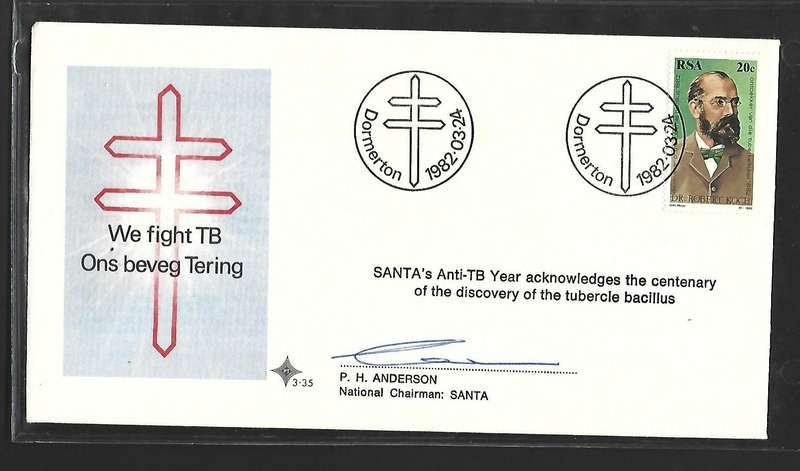 We fight TB
Ons beveg Tering
Dormerton 1982·03·24
Dormerton 1982·03·24
RSA 20c
DR. ROBERT KOCH
SANTA's Anti-TB Year acknowledges the centenary
of the discovery of the tubercle bacillus
3·35
P. H. ANDERSON
National Chairman: SANTA